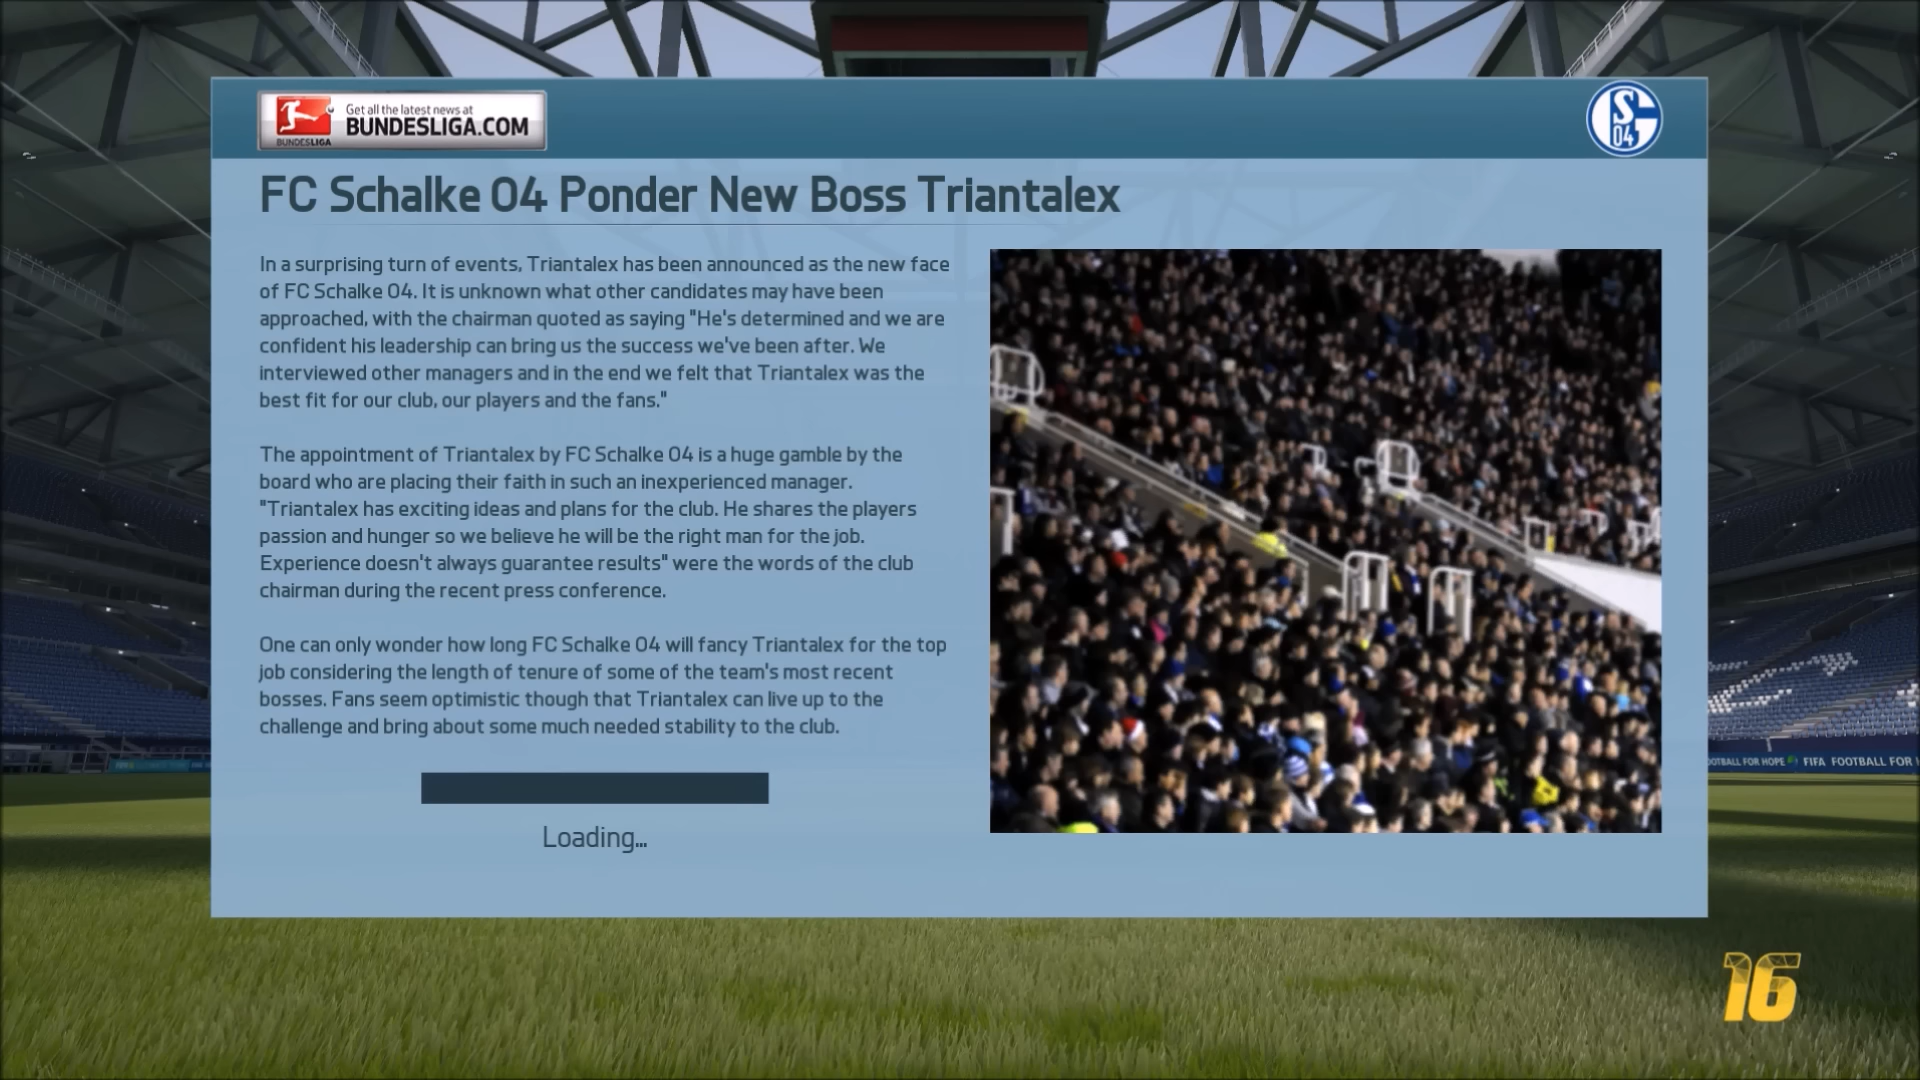 Get all the latest news at
BUNDESLIGA.COM
BUNDESLIGA
S
04
FC Schalke 04 Ponder New Boss Triantalex
In a surprising turn of events, Triantalex has been announced as the new face
of FC Schalke 04. It is unknown what other candidates may have been
approached, with the chairman quoted as saying "He's determined and we are
confident his leadership can bring us the success we've been after. We
interviewed other managers and in the end we felt that Triantalex was the
best fit for our club, our players and the fans."
The appointment of Triantalex by FC Schalke 04 is a huge gamble by the
board who are placing their faith in such an inexperienced manager.
"Triantalex has exciting ideas and plans for the club. He shares the players
passion and hunger so we believe he will be the right man for the job.
Experience doesn't always guarantee results" were the words of the club
chairman during the recent press conference.
One can only wonder how long FC Schalke 04 will fancy Triantalex for the top
job considering the length of tenure of some of the team's most recent
bosses. Fans seem optimistic though that Triantalex can live up to the
challenge and bring about some much needed stability to the club.
Loading...
FOR HOPE FIFA FOOTBALL FOR
16